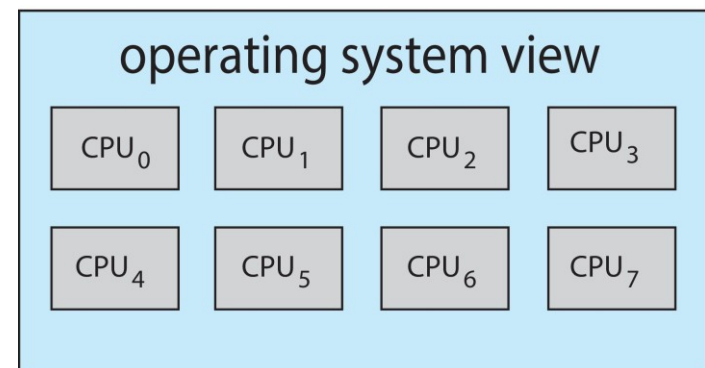 operating system view
CPU₀ CPU₁ CPU₂ CPU₃
CPU₄ CPU₅ CPU₆ CPU₇